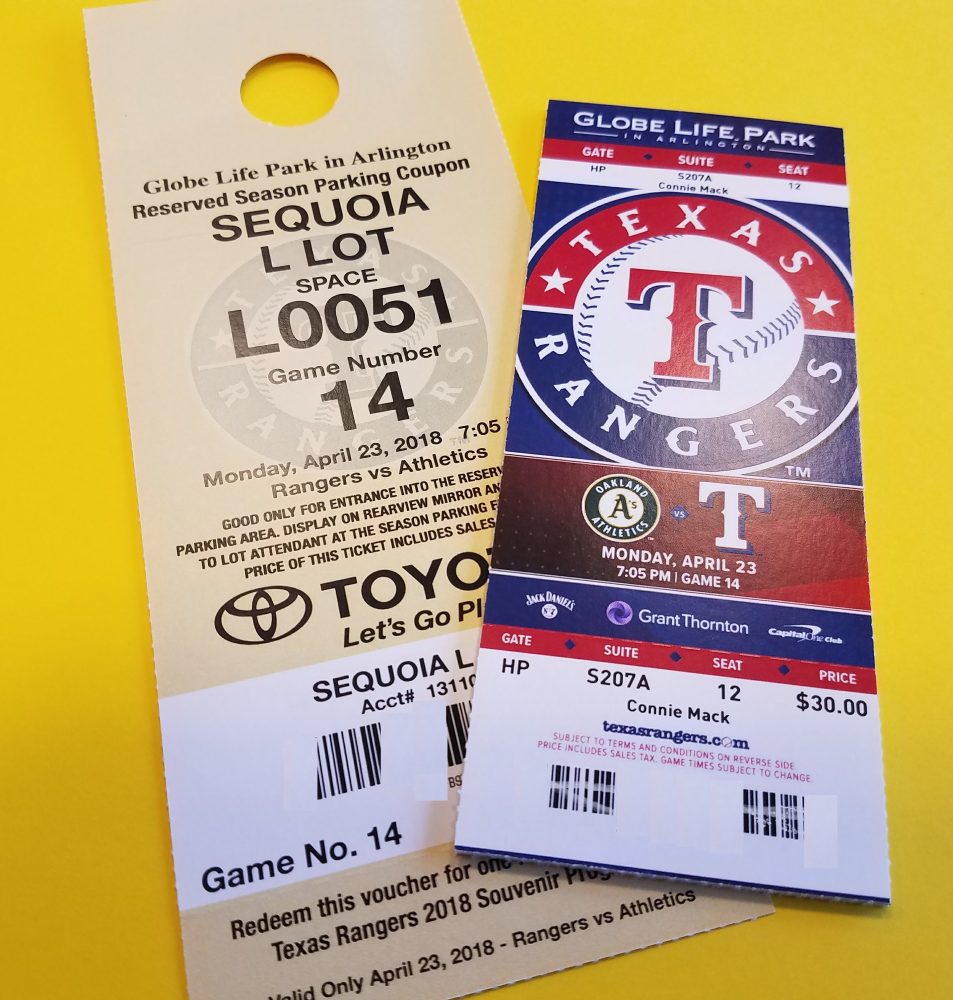 Globe Life Park in Arlington
Reserved Season Parking Coupon
SEQUOIA
L LOT
SPACE
L0051
Game Number
14
Monday, April 23, 2018 7:05
Rangers vs Athletics
GOOD ONLY FOR ENTRANCE INTO THE
PARKING AREA. DISPLAY ON REARVIEW MIRROR
TO LOT ATTENDANT AT THE SEASON PARKING
PRICE OF THIS TICKET INCLUDES SALES
TOYO
Let's Go
SEQUOIA L
Acct# 13110
Game No. 14
Redeem this voucher for one
Texas Rangers 2018 Souvenir
Valid Only April 23, 2018 - Rangers vs Athletics
GLOBE LIFE PARK
IN ARLINGTON
GATE SUITE SEAT
HP S207A 12
Connie Mack
TEXAS
T
RANGERS
TM
OAKLAND
A's
ATHLETICS
VS
T
MONDAY, APRIL 23
7:05 PM | GAME 14
JACK DANIEL'S
Grant Thornton
Capital One Club
GATE SUITE SEAT PRICE
HP S207A 12 $30.00
Connie Mack
texasrangers.com
SUBJECT TO TERMS AND CONDITIONS ON REVERSE SIDE
PRICE INCLUDES SALES TAX. GAME TIMES SUBJECT TO CHANGE.